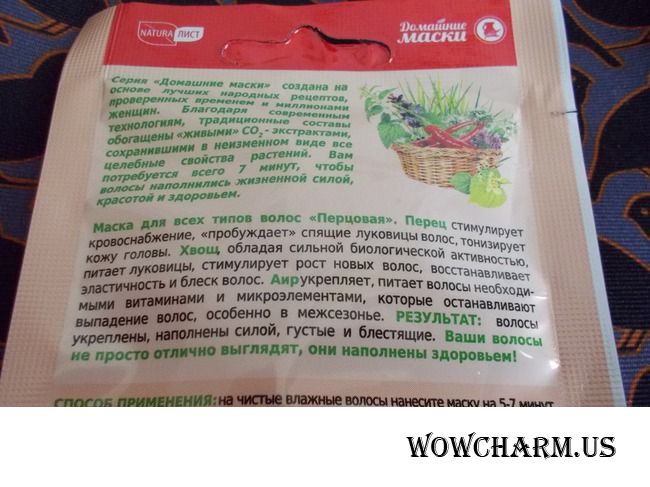 NATURA ЛИСТ
Домашние
маски
Серия «Домашние маски» создана на
основе лучших народных рецептов,
проверенных временем и миллионами
женщин. Благодаря современным
технологиям, традиционные составы
обогащены «живыми» CO2 - экстрактами,
сохранившими в неизменном виде все
целебные свойства растений. Вам
потребуется всего 7 минут, чтобы
волосы наполнились жизненной силой,
красотой и здоровьем.
Маска для всех типов волос «Перцовая». Перец стимулирует
кровоснабжение, «пробуждает» спящие луковицы волос, тонизирует
кожу головы. Хвощ, обладая сильной биологической активностью,
питает луковицы, стимулирует рост новых волос, восстанавливает
эластичность и блеск волос. Аир укрепляет, питает волосы необходи-
мыми витаминами и микроэлементами, которые останавливают
выпадение волос, особенно в межсезонье. РЕЗУЛЬТАТ: волосы
укреплены, наполнены силой, густые и блестящие. Ваши волосы
не просто отлично выглядят, они наполнены здоровьем!
СПОСОБ ПРИМЕНЕНИЯ: на чистые влажные волосы нанесите маску на 5-7 минут
WOWCHARM.US